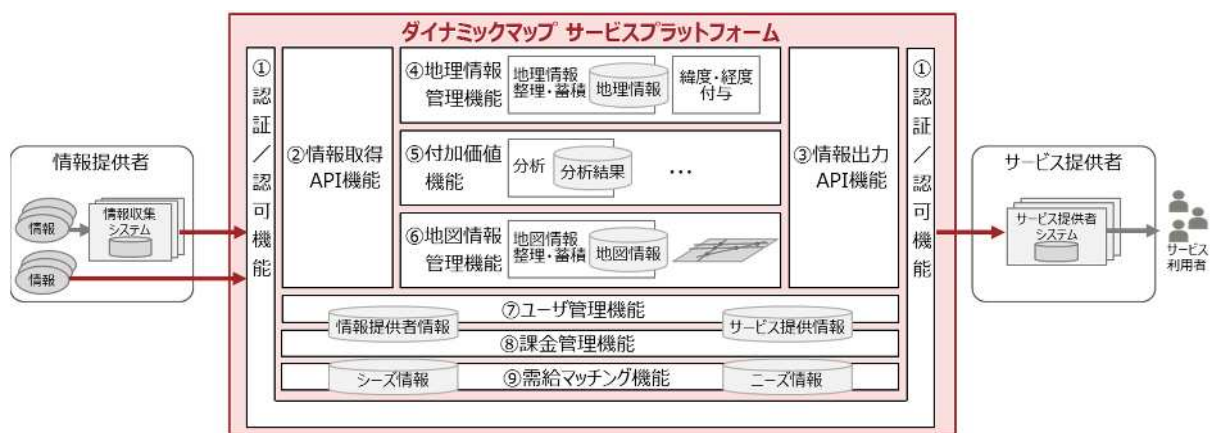 ダイナミックマップ サービスプラットフォーム
情報提供者
情報
情報収集
システム
情報
①認証／認可機能
②情報取得
API機能
④地理情報
管理機能
地理情報
整理・蓄積
地理情報
緯度・経度
付与
⑤付加価値
機能
分析
分析結果
…
⑥地図情報
管理機能
地図情報
整理・蓄積
地図情報
③情報出力
API機能
①認証／認可機能
⑦ユーザ管理機能
情報提供者情報
サービス提供情報
⑧課金管理機能
シーズ情報
⑨需給マッチング機能
ニーズ情報
サービス提供者
サービス提供者
システム
サービス
利用者